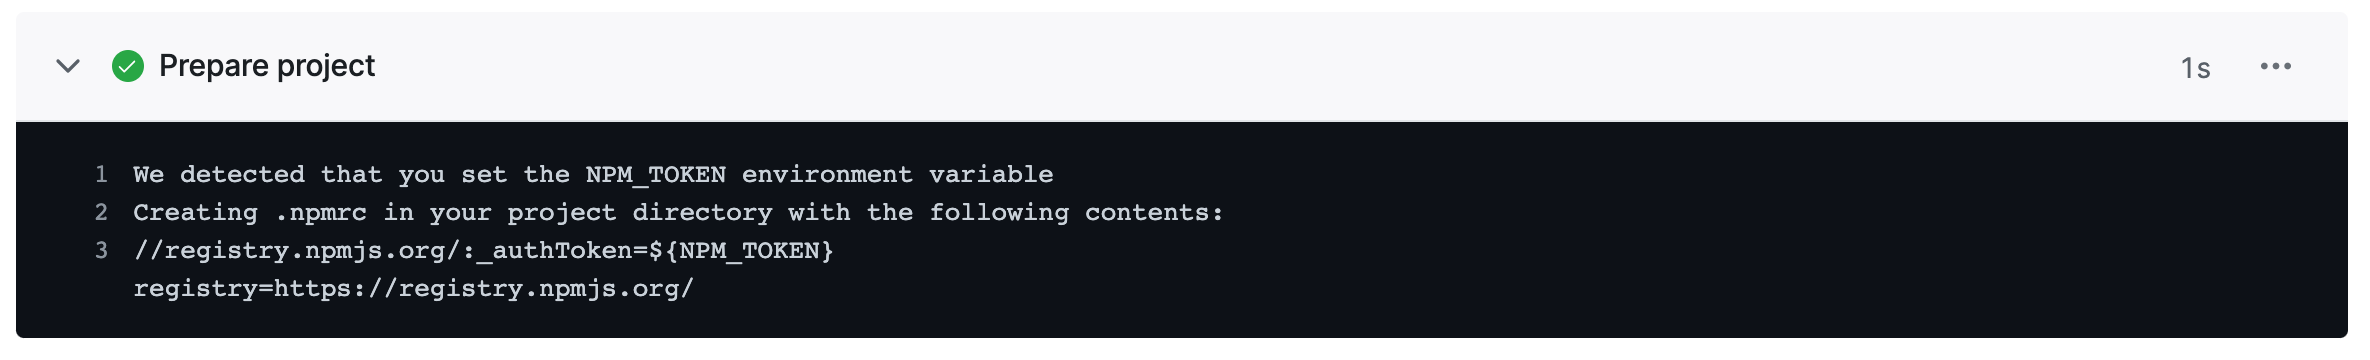 Prepare project
1s
1 We detected that you set the NPM_TOKEN environment variable
2 Creating .npmrc in your project directory with the following contents:
3 //registry.npmjs.org/:_authToken=${NPM_TOKEN}
registry=https://registry.npmjs.org/